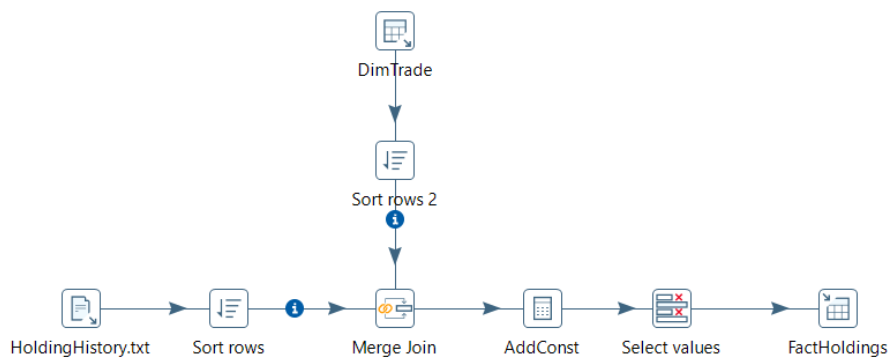 DimTrade
Sort rows 2
HoldingHistory.txt
Sort rows
Merge Join
AddConst
Select values
FactHoldings